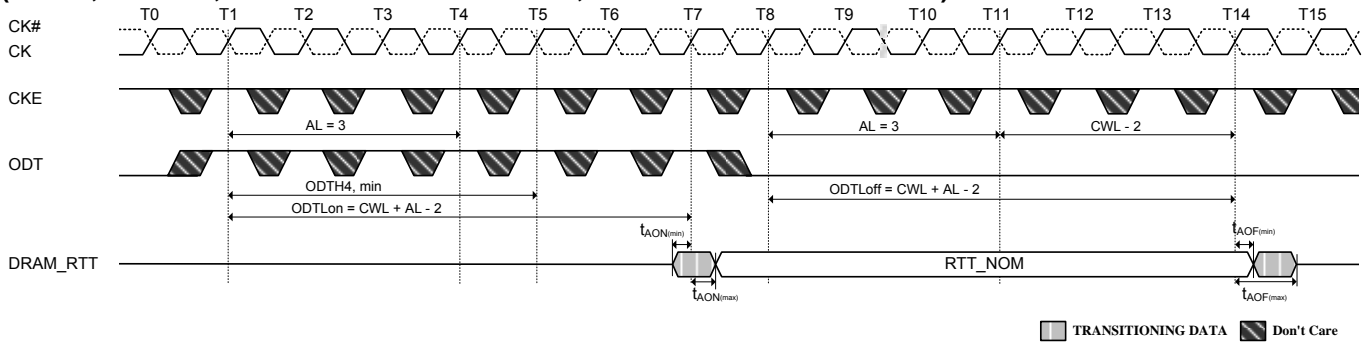 T0 T1 T2 T3 T4 T5 T6 T7 T8 T9 T10 T11 T12 T13 T14 T15
CK#
CK
CKE
AL = 3 AL = 3 CWL - 2
ODT
ODTH4, min ODTLoff = CWL + AL - 2
ODTLon = CWL + AL - 2
tAON(min) tAOF(min)
DRAM_RTT RTT_NOM
tAON(max) tAOF(max)
TRANSITIONING DATA Don't Care